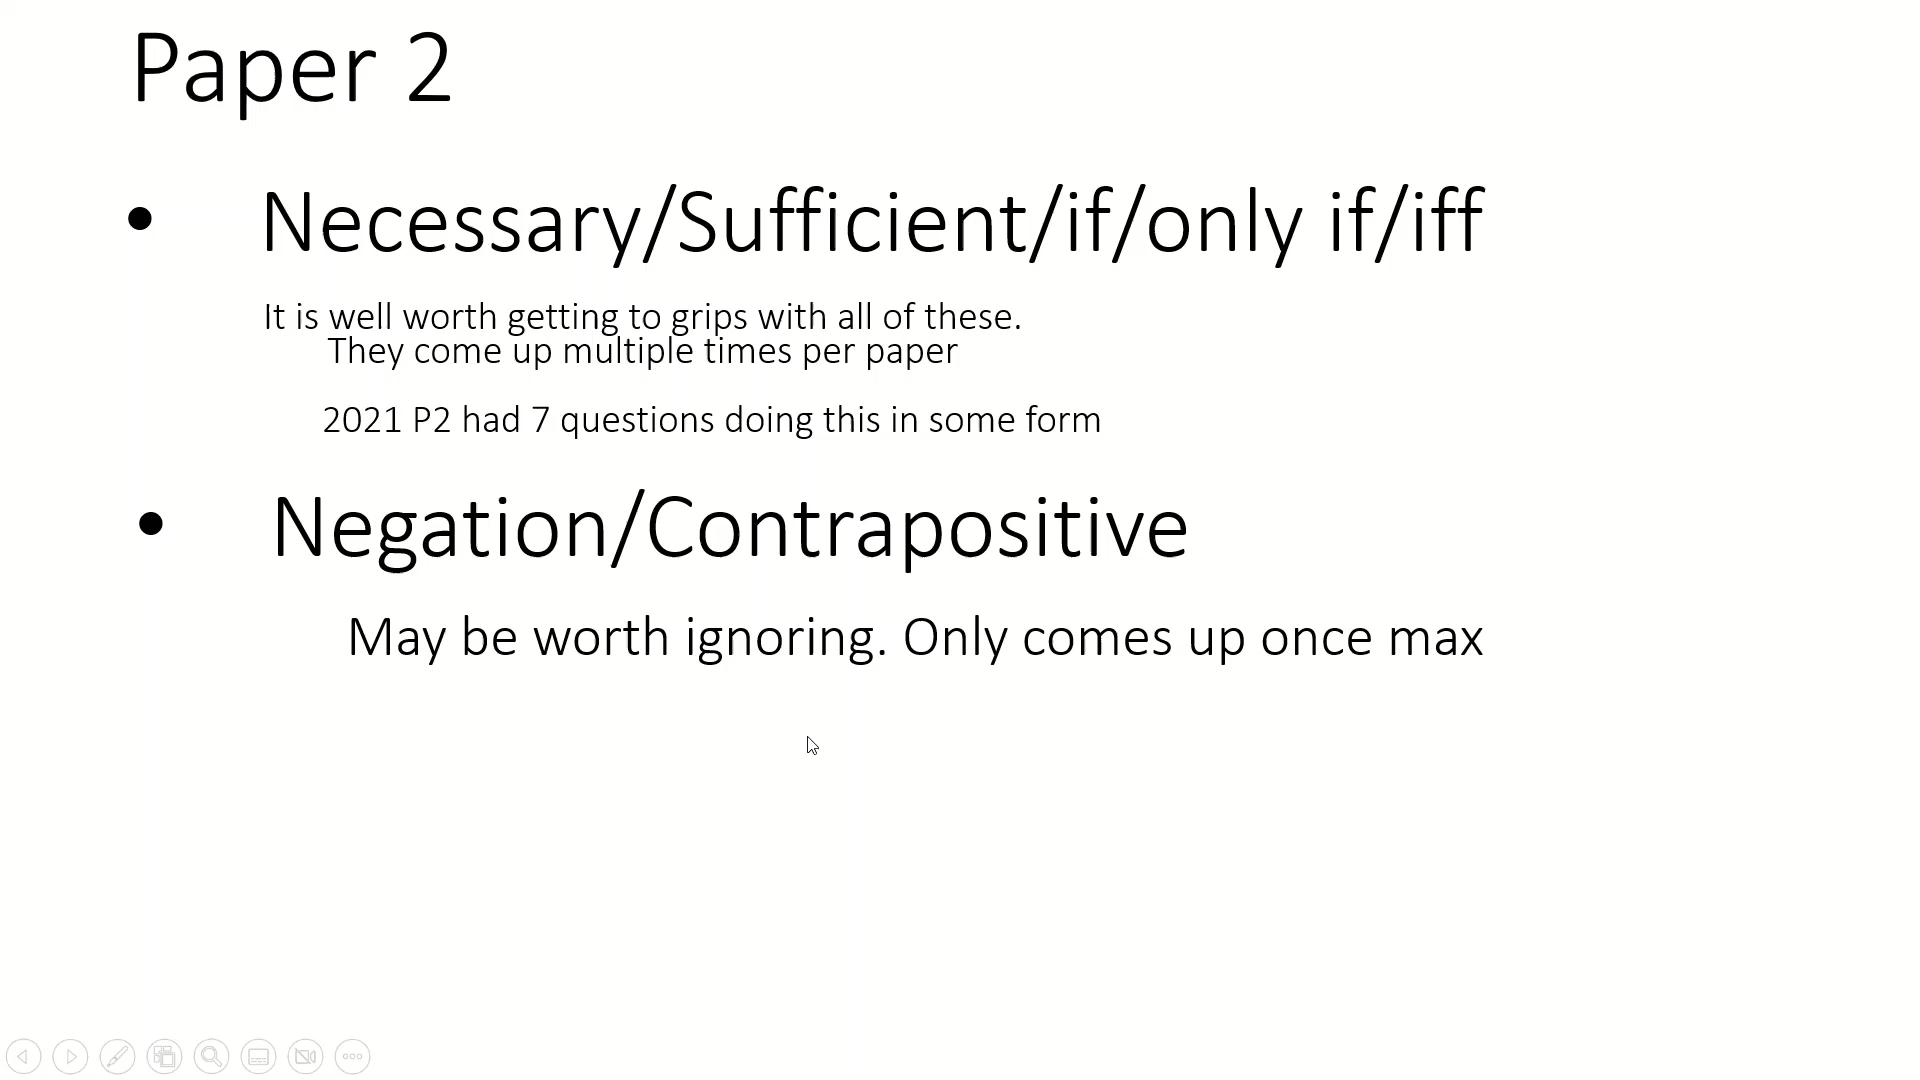 Paper 2
• Necessary/Sufficient/if/only if/iff
It is well worth getting to grips with all of these.
They come up multiple times per paper
2021 P2 had 7 questions doing this in some form
• Negation/Contrapositive
May be worth ignoring. Only comes up once max